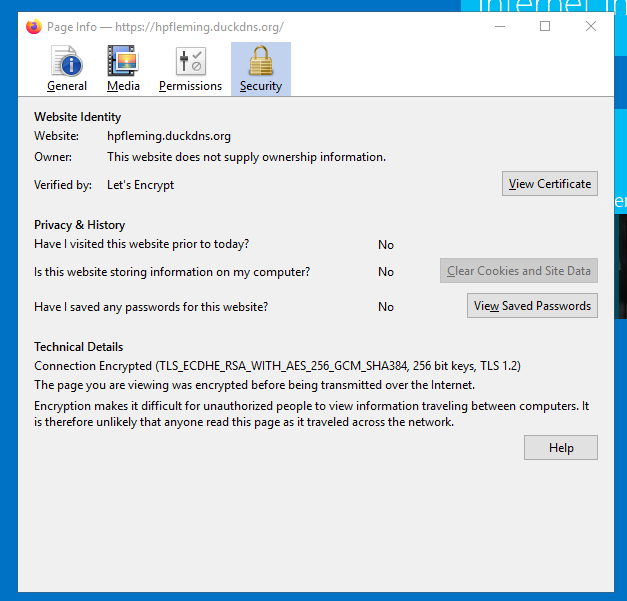 Internet In
Page Info — https://hpfleming.duckdns.org/
General Media Permissions Security
Website Identity
Website: hpfleming.duckdns.org
Owner: This website does not supply ownership information.
Verified by: Let's Encrypt View Certificate
Privacy & History
Have I visited this website prior to today? No
Is this website storing information on my computer? No Clear Cookies and Site Data
Have I saved any passwords for this website? No View Saved Passwords
Technical Details
Connection Encrypted (TLS_ECDHE_RSA_WITH_AES_256_GCM_SHA384, 256 bit keys, TLS 1.2)
The page you are viewing was encrypted before being transmitted over the Internet.
Encryption makes it difficult for unauthorized people to view information traveling between computers. It
is therefore unlikely that anyone read this page as it traveled across the network.
Help